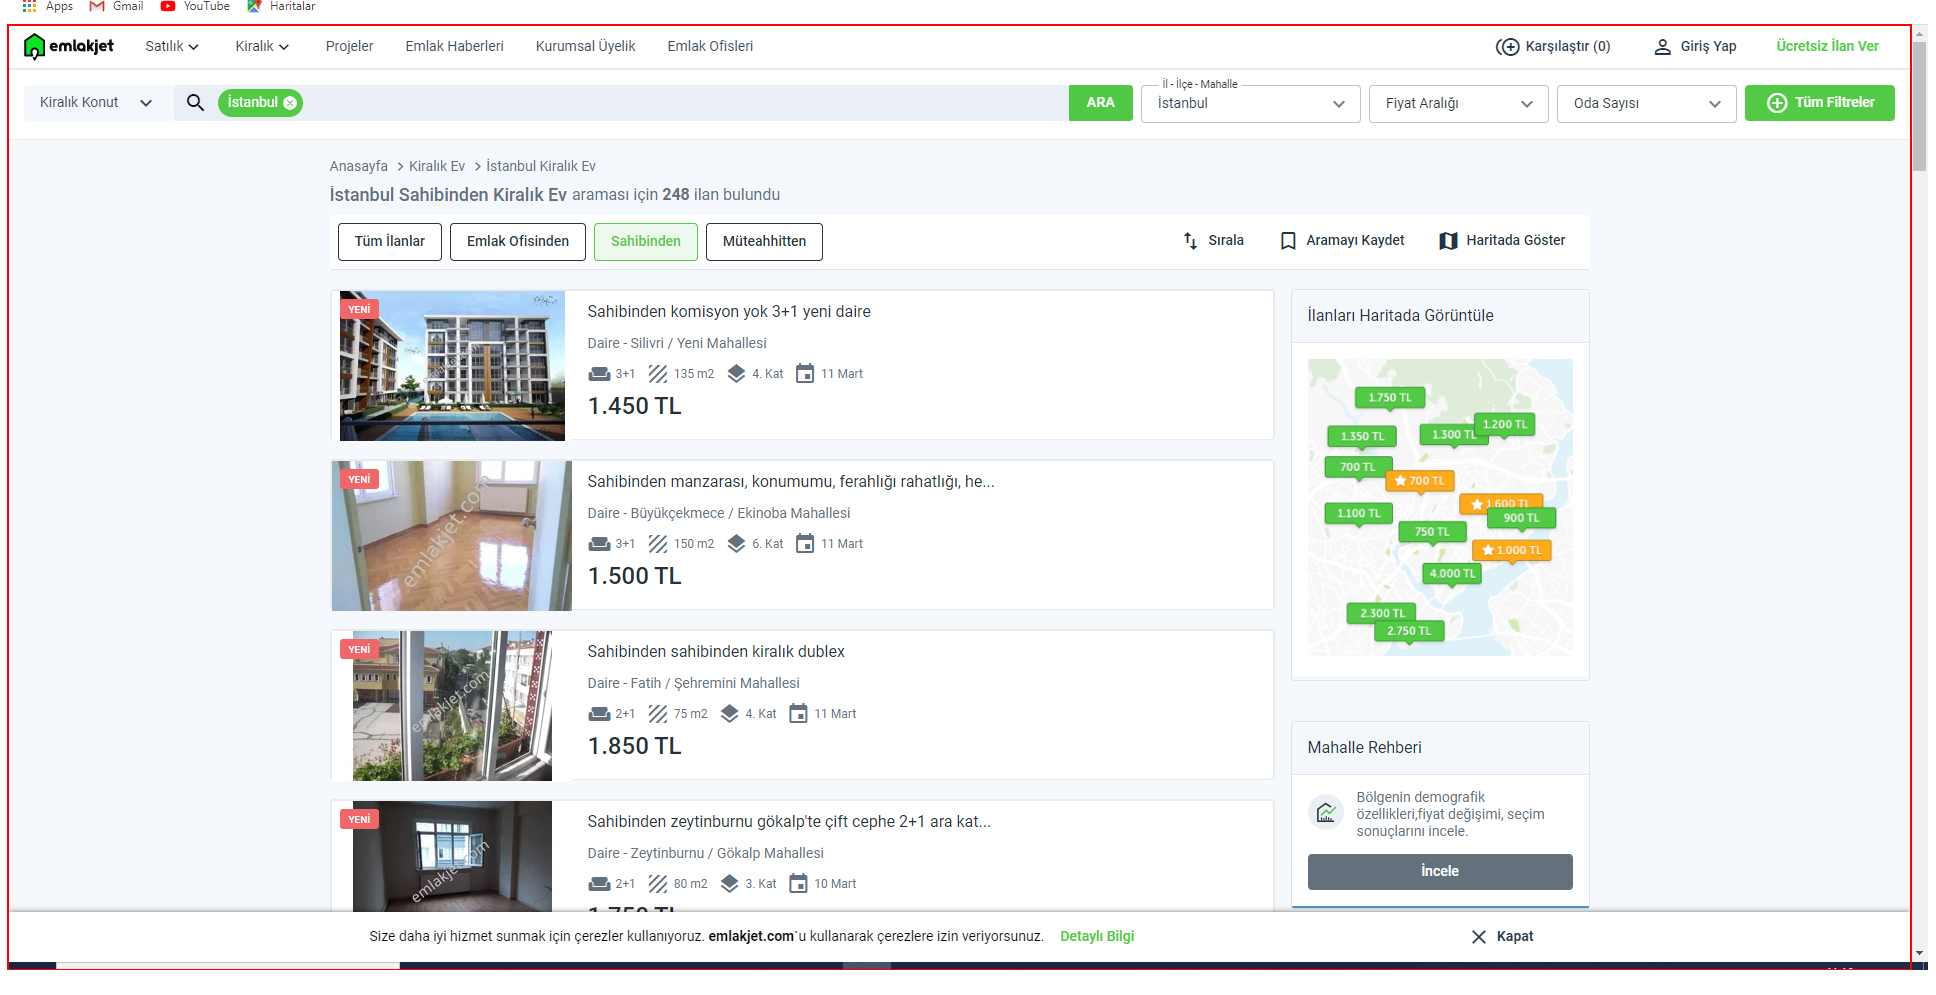 Apps Gmail YouTube Haritalar
emlakjet Satılık Kiralık Projeler Emlak Haberleri Kurumsal Üyelik Emlak Ofisleri Karşılaştır (0) Giriş Yap Ücretsiz İlan Ver
İl - İlçe - Mahalle
Kiralık Konut İstanbul ARA İstanbul Fiyat Aralığı Oda Sayısı Tüm Filtreler
Anasayfa > Kiralık Ev > İstanbul Kiralık Ev
İstanbul Sahibinden Kiralık Ev araması için 248 ilan bulundu
Tüm İlanlar Emlak Ofisinden Sahibinden Müteahhitten Sırala Aramayı Kaydet Haritada Göster
YENİ
emlakjet.com
Sahibinden komisyon yok 3+1 yeni daire
Daire - Silivri / Yeni Mahallesi
3+1 135 m2 4. Kat 11 Mart
1.450 TL
YENİ
emlakjet.com
Sahibinden manzarası, konumumu, ferahlığı rahatlığı, he...
Daire - Büyükçekmece / Ekinoba Mahallesi
3+1 150 m2 6. Kat 11 Mart
1.500 TL
YENİ
emlakjet.com
Sahibinden sahibinden kiralık dublex
Daire - Fatih / Şehremini Mahallesi
2+1 75 m2 4. Kat 11 Mart
1.850 TL
YENİ
emlakjet.com
Sahibinden zeytinburnu gökalp'te çift cephe 2+1 ara kat...
Daire - Zeytinburnu / Gökalp Mahallesi
2+1 80 m2 3. Kat 10 Mart
İlanları Haritada Görüntüle
1.750 TL
1.200 TL
1.350 TL
1.300 TL
700 TL
700 TL
1.600 TL
1.100 TL
900 TL
750 TL
1.000 TL
4.000 TL
2.300 TL
2.750 TL
Mahalle Rehberi
Bölgenin demografik
özellikleri,fiyat değişimi, seçim
sonuçlarını incele.
İncele
Size daha iyi hizmet sunmak için çerezler kullanıyoruz. emlakjet.com`u kullanarak çerezlere izin veriyorsunuz. Detaylı Bilgi Kapat